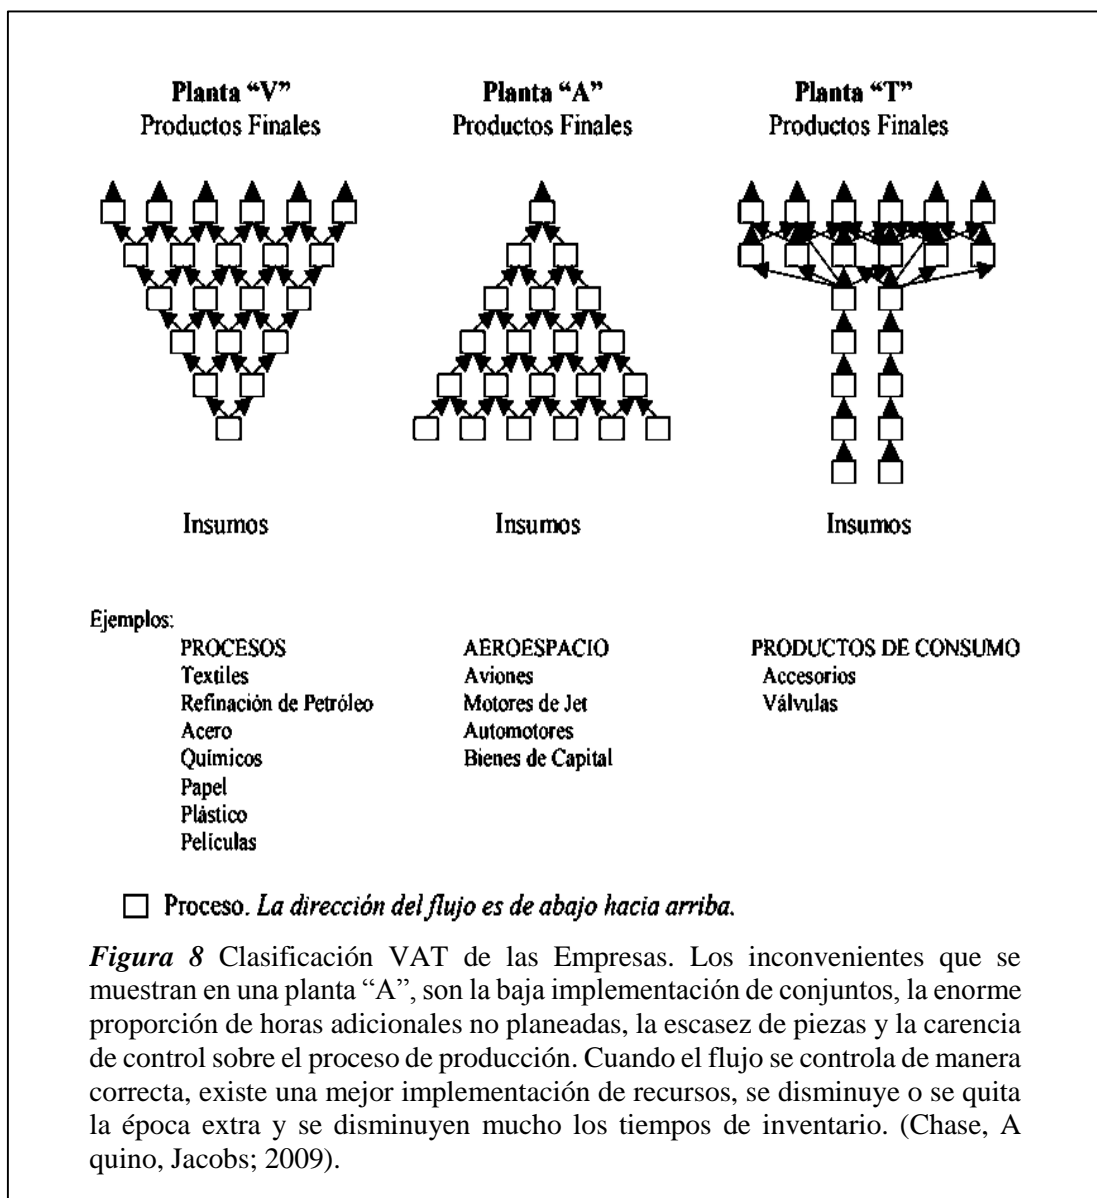 Planta “V”
Productos Finales
Planta “A”
Productos Finales
Planta “T”
Productos Finales
Insumos
Insumos
Insumos
Ejemplos:
PROCESOS
Textiles
Refinación de Petróleo
Acero
Químicos
Papel
Plástico
Películas
AEROESPACIO
Aviones
Motores de Jet
Automotores
Bienes de Capital
PRODUCTOS DE CONSUMO
Accesorios
Válvulas
Proceso. La dirección del flujo es de abajo hacia arriba.
Figura 8 Clasificación VAT de las Empresas. Los inconvenientes que se
muestran en una planta “A”, son la baja implementación de conjuntos, la enorme
proporción de horas adicionales no planeadas, la escasez de piezas y la carencia
de control sobre el proceso de producción. Cuando el flujo se controla de manera
correcta, existe una mejor implementación de recursos, se disminuye o se quita
la época extra y se disminuyen mucho los tiempos de inventario. (Chase, A
quino, Jacobs; 2009).